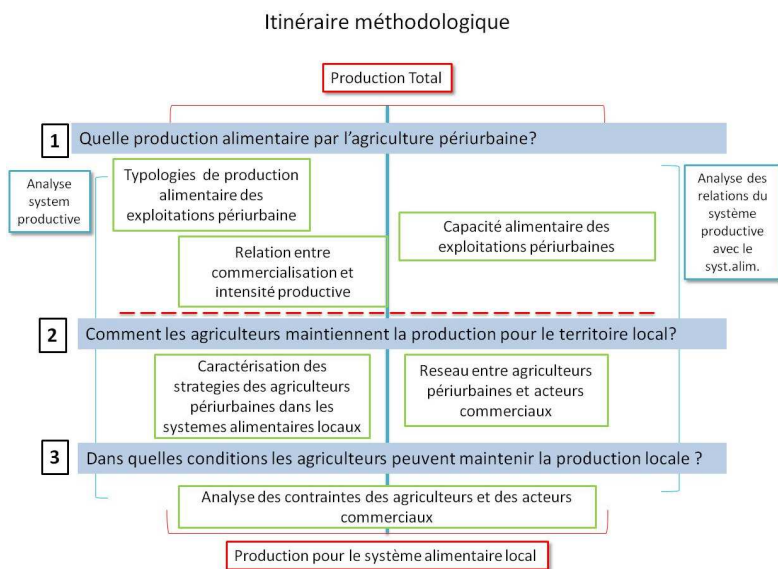 Itinéraire méthodologique
Production Total
1
Quelle production alimentaire par l'agriculture périurbaine?
Analyse
system
productive
Typologies de production
alimentaire des
exploitations périurbaine
Relation entre
commercialisation et
intensité productive
Capacité alimentaire des
exploitations périurbaines
Analyse des
relations du
système
productive
avec le
syst.alim.
2
Comment les agriculteurs maintiennent la production pour le territoire local?
Caractérisation des
strategies des agriculteurs
périurbaines dans les
systemes alimentaires locaux
Reseau entre agriculteurs
périurbaines et acteurs
commerciaux
3
Dans quelles conditions les agriculteurs peuvent maintenir la production locale ?
Analyse des contraintes des agriculteurs et des acteurs
commerciaux
Production pour le système alimentaire local